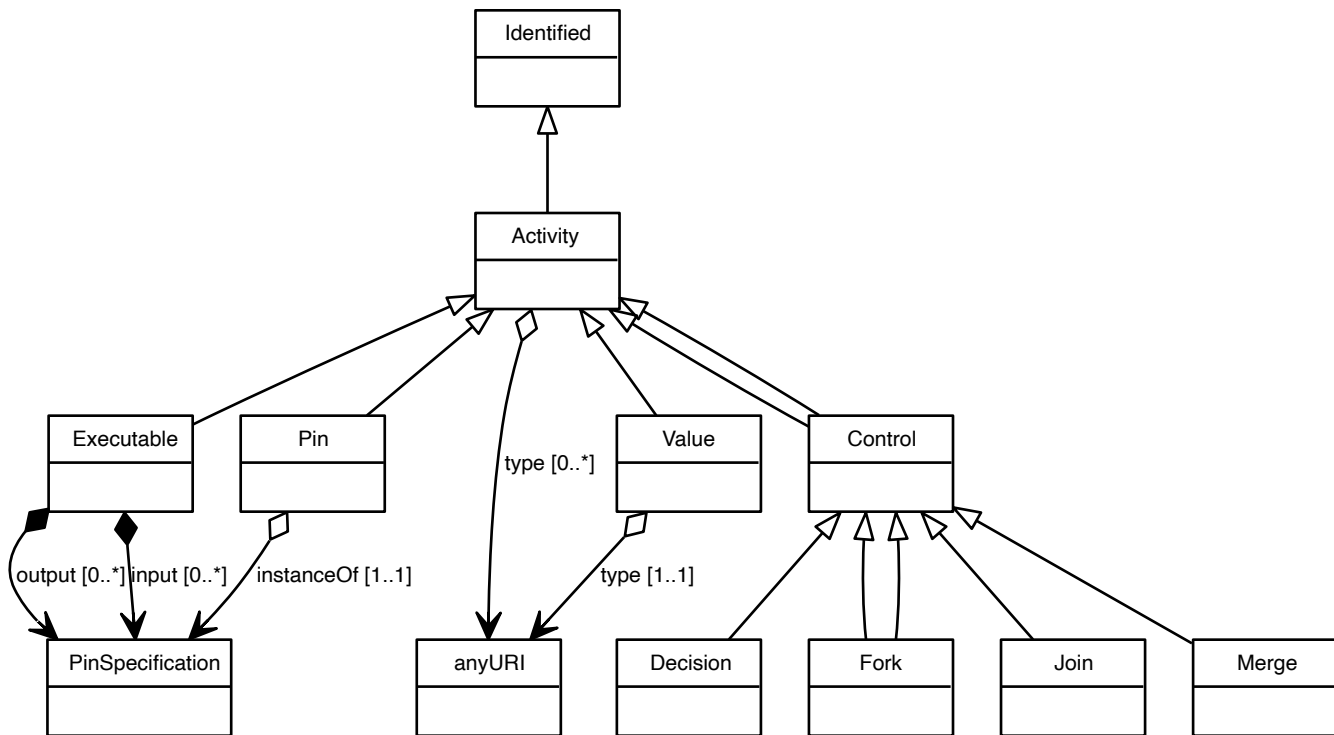 Identified
Activity
Executable
Pin
Value
Control
type [0..*]
output [0..*]
input [0..*]
instanceOf [1..1]
type [1..1]
PinSpecification
anyURI
Decision
Fork
Join
Merge